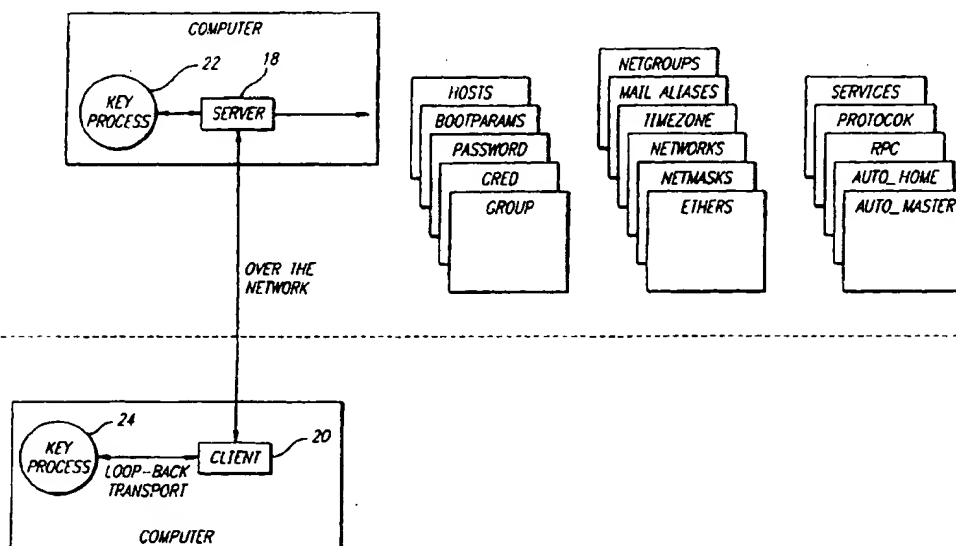 COMPUTER
22
18
KEY
PROCESS
SERVER
HOSTS
BOOTPARAMS
PASSWORD
CRED
GROUP
NETGROUPS
MAIL ALIASES
TIMEZONE
NETWORKS
NETMASKS
ETHERS
SERVICES
PROTOCOK
RPC
AUTO_HOME
AUTO_MASTER
OVER THE
NETWORK
24
KEY
PROCESS
LOOP-BACK
TRANSPORT
CLIENT
20
COMPUTER